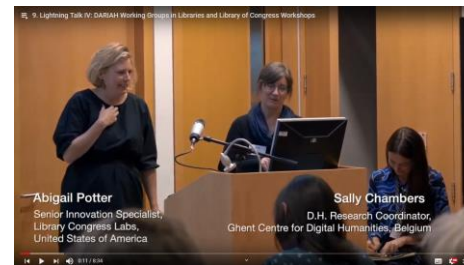 9. Lightning Talk IV: DARIAH Working Groups in Libraries and Library of Congress Workshops
Abigail Potter
Senior Innovation Specialist,
Library Congress Labs,
United States of America
Sally Chambers
D.H. Research Coordinator,
Ghent Centre for Digital Humanities, Belgium
0:11 / 8:34